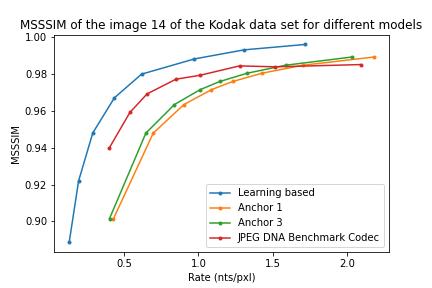 MSSSIM of the image 14 of the Kodak data set for different models
1.00
0.98
0.96
0.94
0.92
0.90
MSSSIM
Learning based
Anchor 1
Anchor 3
JPEG DNA Benchmark Codec
0.5 1.0 1.5 2.0
Rate (nts/pxl)